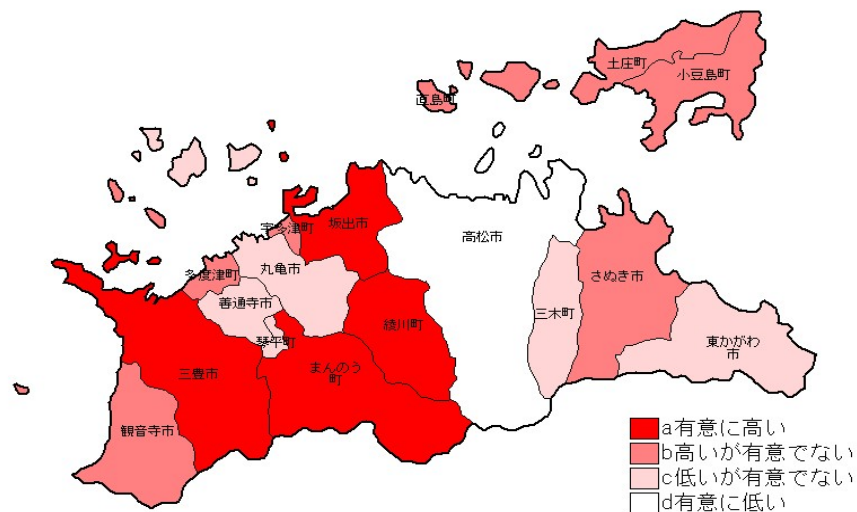 土庄町
小豆島町
直島町
宇多津町
坂出市
高松市
多度津町
丸亀市
さぬき市
善通寺市
綾川町
三木町
琴平町
東かがわ
市
三豊市
まんのう
町
観音寺市
a有意に高い
b高いが有意でない
c低いが有意でない
d有意に低い